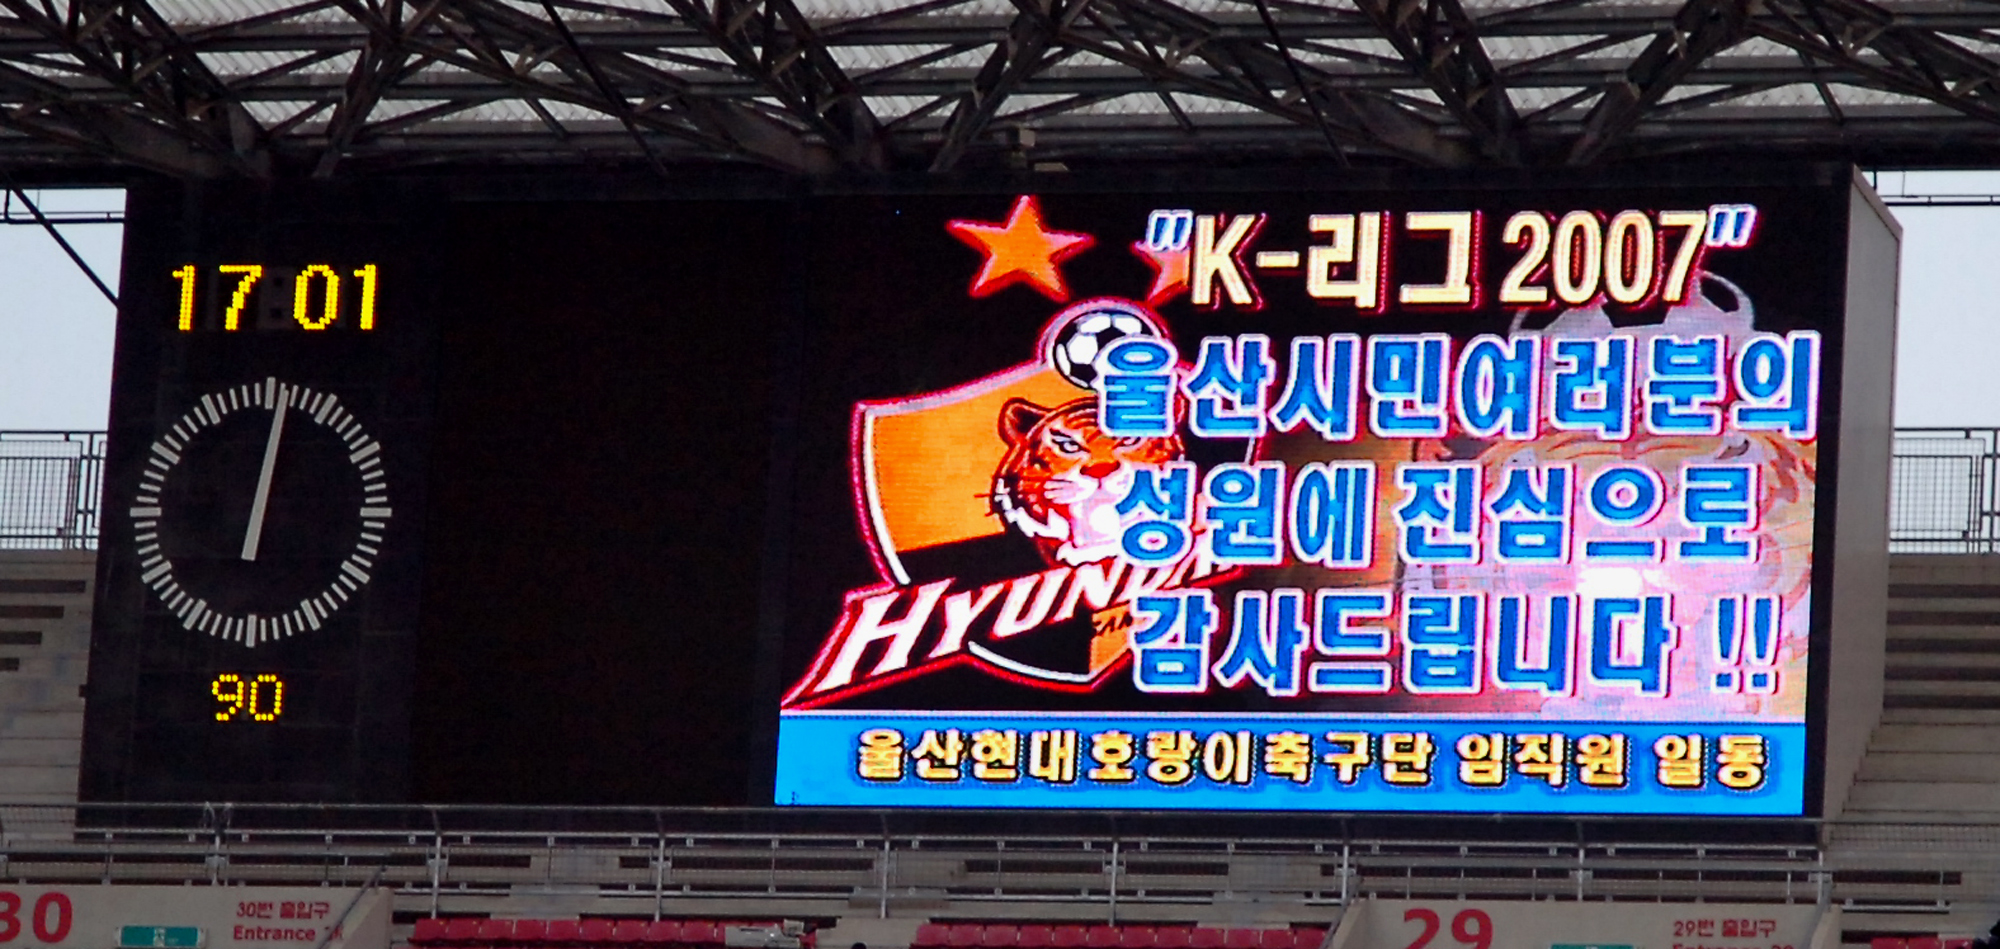 17 01
90
"K-리그 2007"
울산시민여러분의
성원에 진심으로
감사드립니다 !!
울산현대호랑이축구단 임직원 일동
30
30번 출입구
Entrance
29
29번 출입구